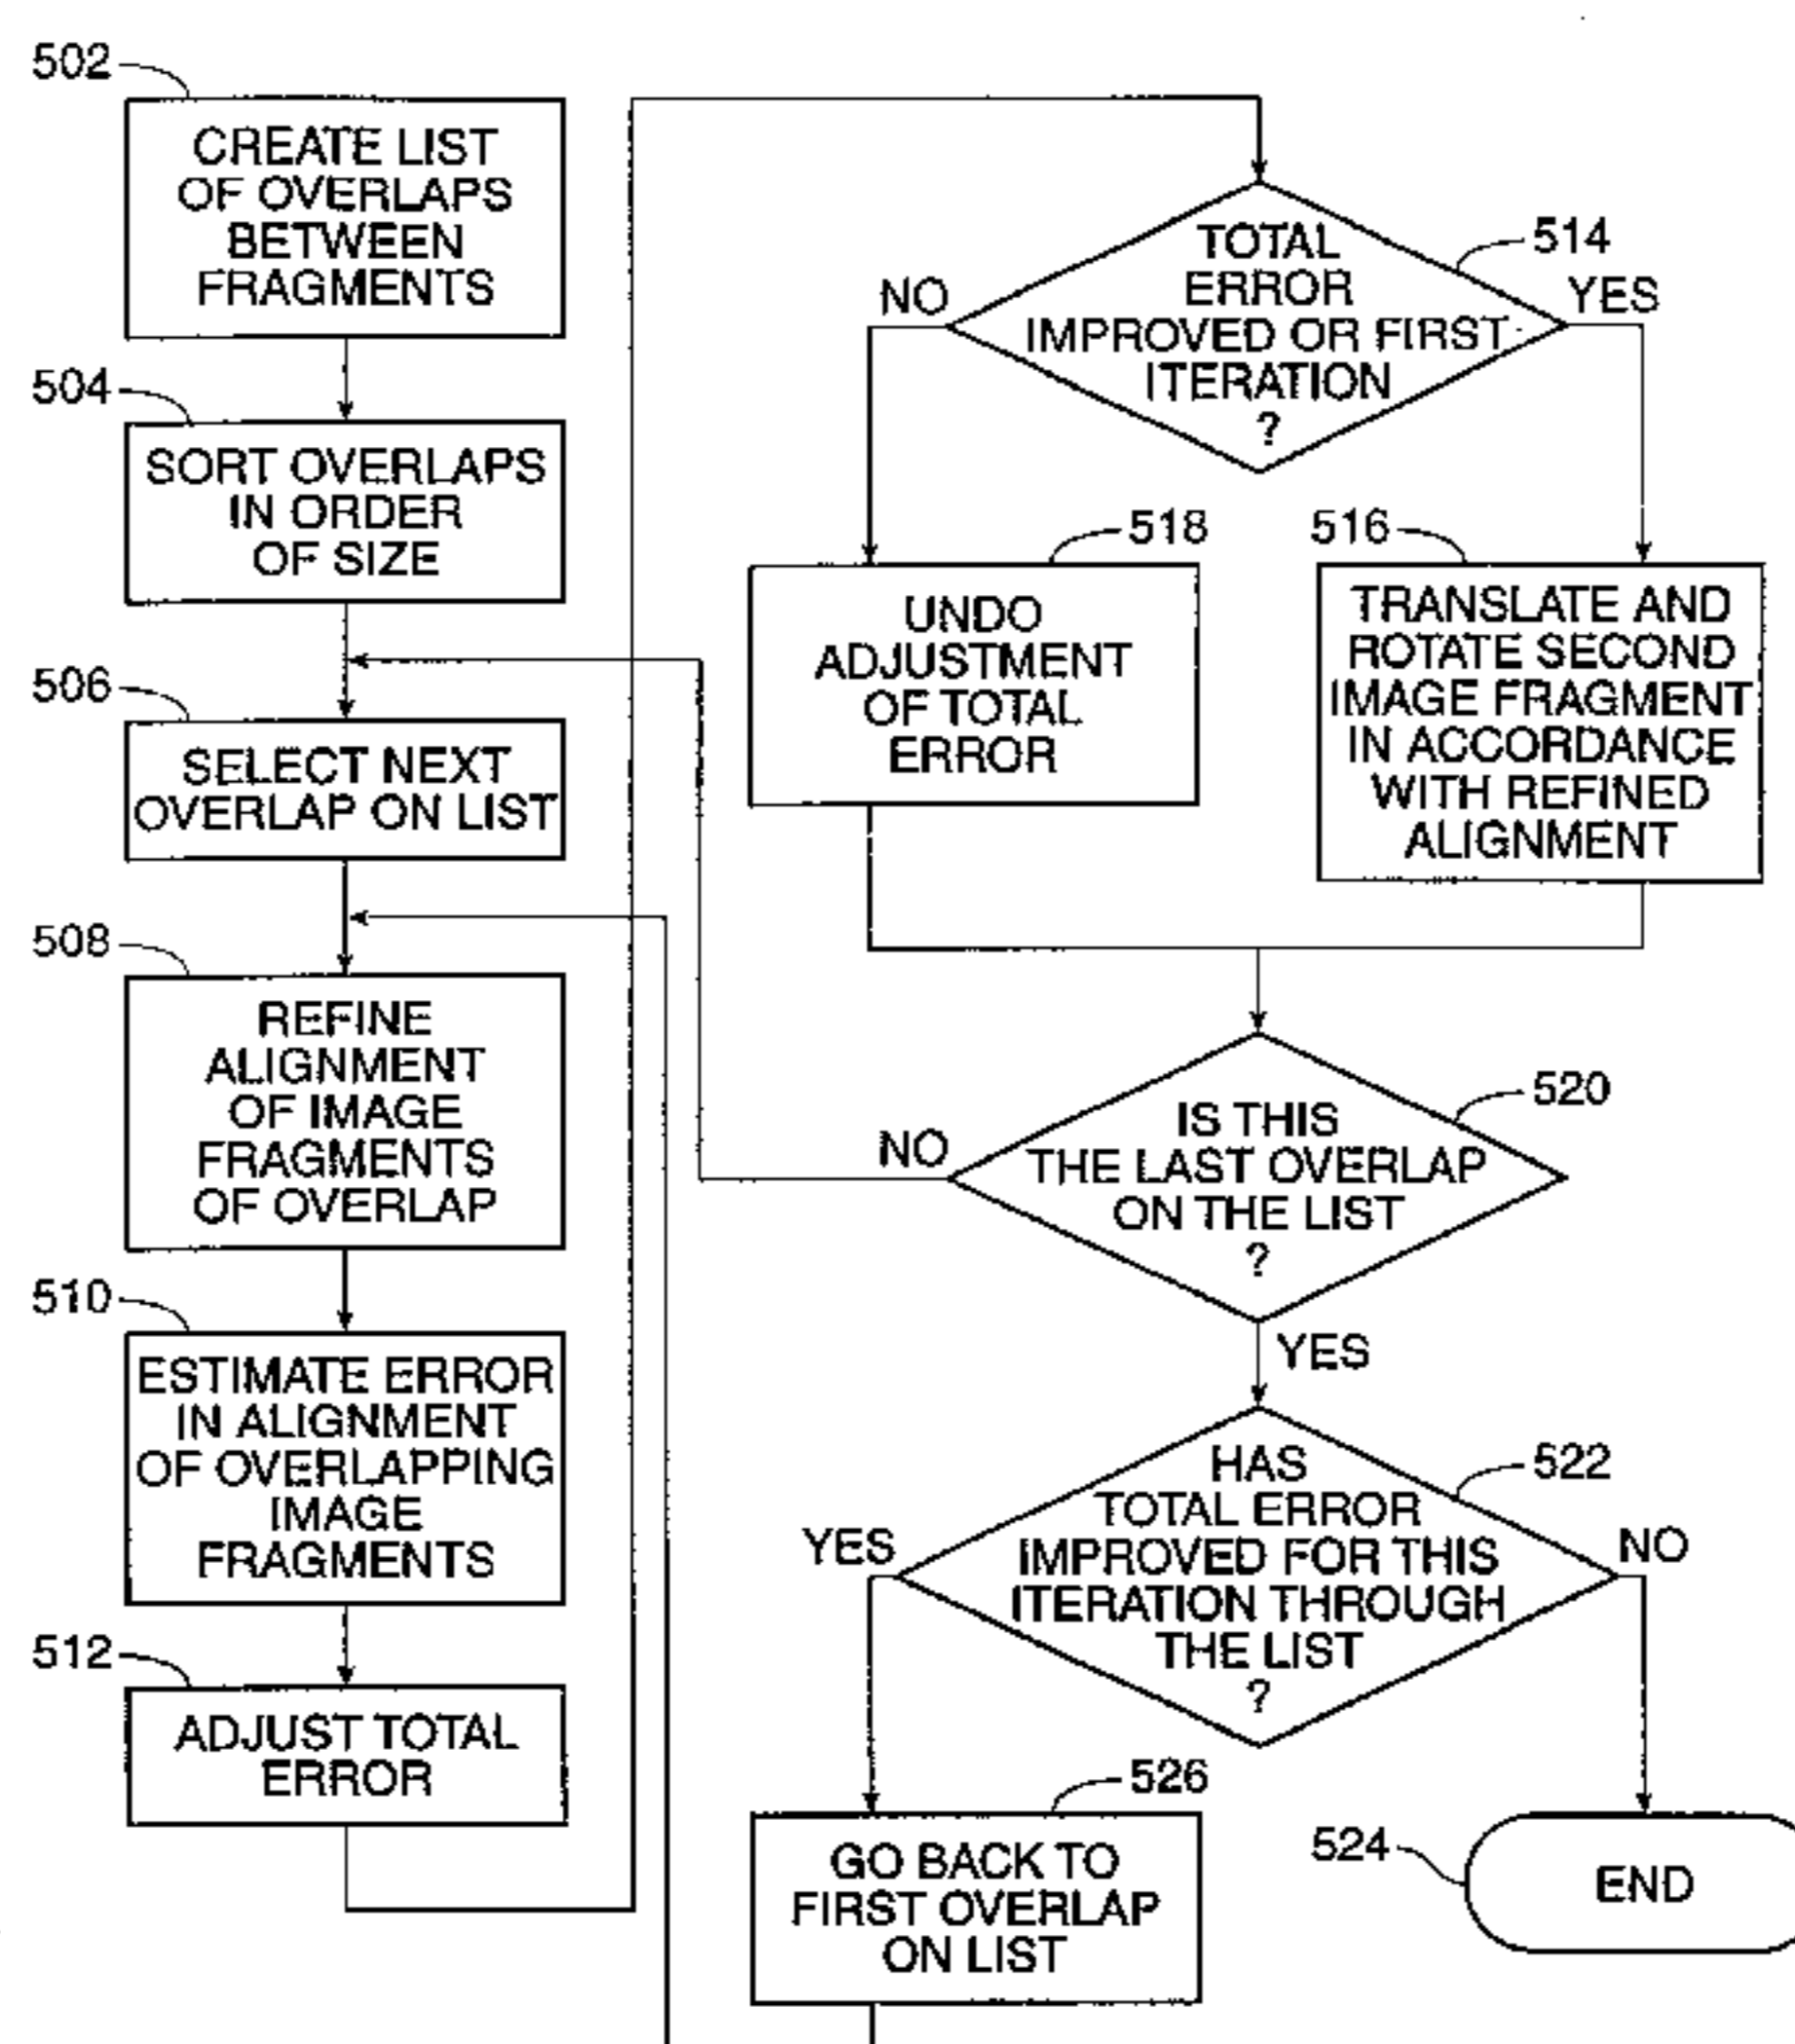 502
CREATE LIST
OF OVERLAPS
BETWEEN
FRAGMENTS
504
SORT OVERLAPS
IN ORDER
OF SIZE
506
SELECT NEXT
OVERLAP ON LIST
508
REFINE
ALIGNMENT
OF IMAGE
FRAGMENTS
OF OVERLAP
510
ESTIMATE ERROR
IN ALIGNMENT
OF OVERLAPPING
IMAGE
FRAGMENTS
512
ADJUST TOTAL
ERROR
514
TOTAL
ERROR
IMPROVED OR FIRST
ITERATION
?
NO
YES
518
UNDO
ADJUSTMENT
OF TOTAL
ERROR
516
TRANSLATE AND
ROTATE SECOND
IMAGE FRAGMENT
IN ACCORDANCE
WITH REFINED
ALIGNMENT
520
IS THIS
THE LAST OVERLAP
ON THE LIST
?
NO
YES
522
HAS
TOTAL ERROR
IMPROVED FOR THIS
ITERATION THROUGH
THE LIST
?
YES
NO
526
GO BACK TO
FIRST OVERLAP
ON LIST
524
END